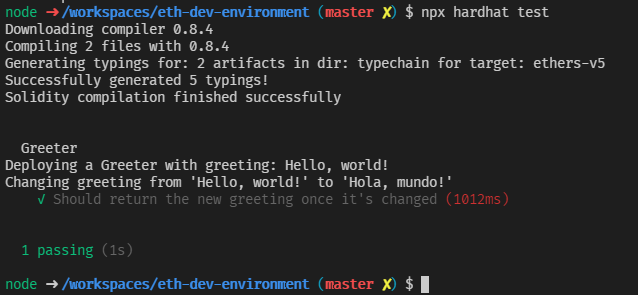 node ➜ /workspaces/eth-dev-environment (master ✗) $ npx hardhat test
Downloading compiler 0.8.4
Compiling 2 files with 0.8.4
Generating typings for: 2 artifacts in dir: typechain for target: ethers-v5
Successfully generated 5 typings!
Solidity compilation finished successfully
Greeter
Deploying a Greeter with greeting: Hello, world!
Changing greeting from 'Hello, world!' to 'Hola, mundo!'
✓ Should return the new greeting once it's changed (1012ms)
1 passing (1s)
node ➜ /workspaces/eth-dev-environment (master ✗) $